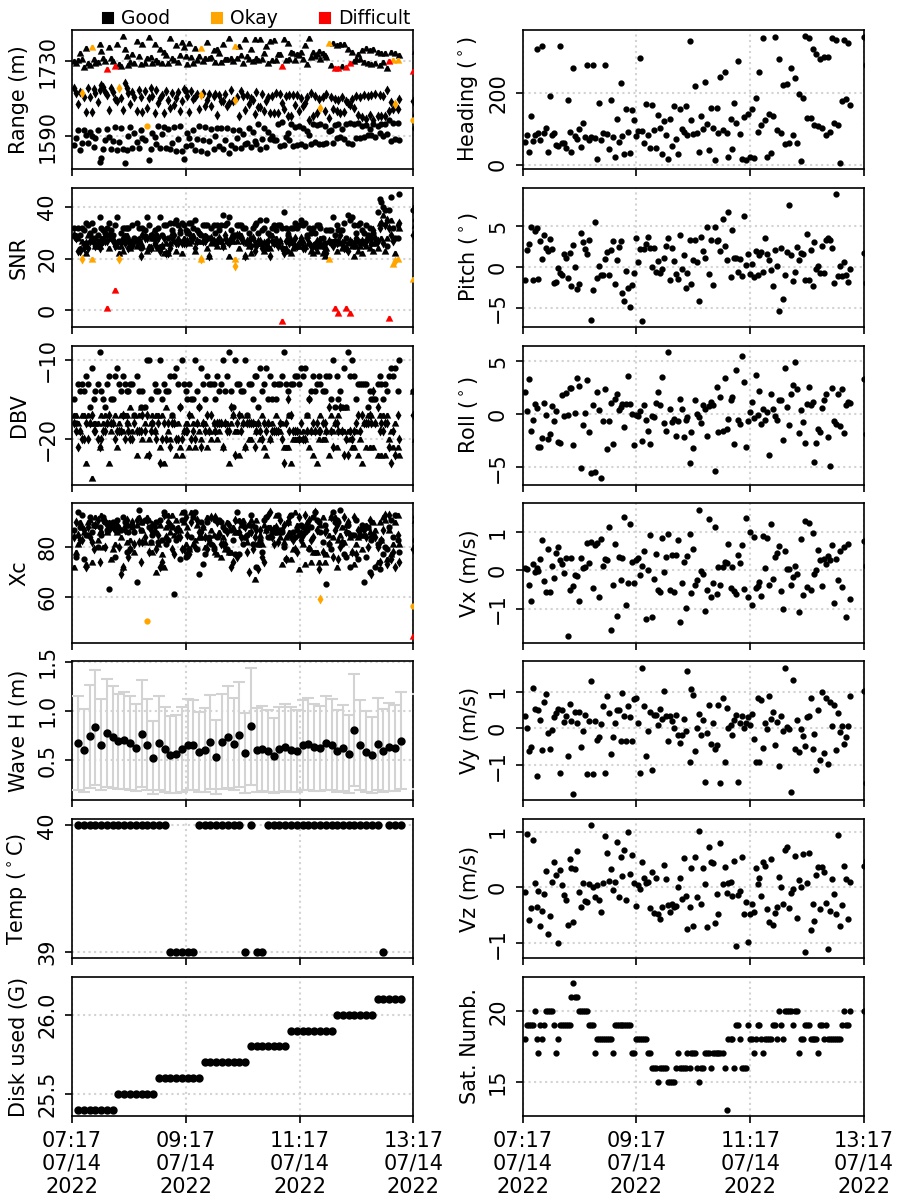 Good Okay Difficult
Range (m)
1730
1590
Heading (°)
200
0
SNR
40
20
0
Pitch (°)
5
0
−5
DBV
−10
−20
Roll (°)
5
0
−5
Xc
80
60
Vx (m/s)
1
0
−1
Wave H (m)
1.5
1.0
0.5
Vy (m/s)
1
0
−1
Temp (°C)
40
39
Vz (m/s)
1
0
−1
Disk used (G)
26.0
25.5
Sat. Numb.
20
15
07:17 09:17 11:17 13:17
07/14 07/14 07/14 07/14
2022 2022 2022 2022
07:17 09:17 11:17 13:17
07/14 07/14 07/14 07/14
2022 2022 2022 2022